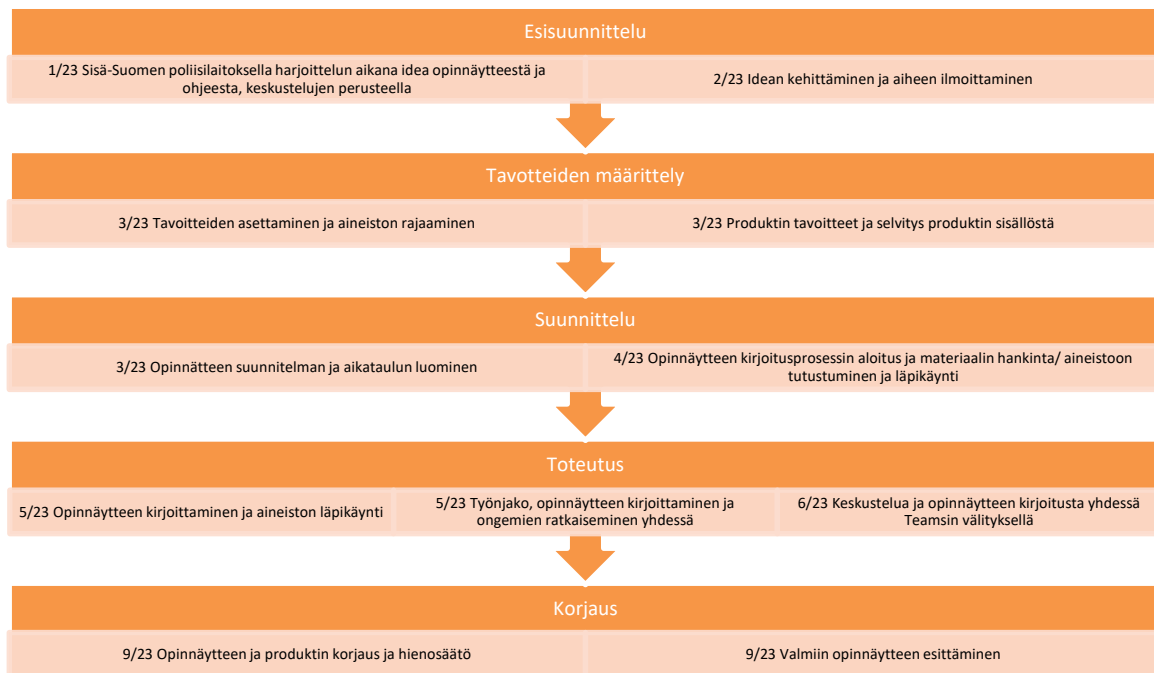 Esisuunnittelu
1/23 Sisä-Suomen poliisilaitoksella harjoittelun aikana idea opinnäytteestä ja
ohjeesta, keskustelujen perusteella
2/23 Idean kehittäminen ja aiheen ilmoittaminen
Tavotteiden määrittely
3/23 Tavoitteiden asettaminen ja aineiston rajaaminen
3/23 Produktin tavoitteet ja selvitys produktin sisällöstä
Suunnittelu
3/23 Opinnätteen suunnitelman ja aikataulun luominen
4/23 Opinnäytteen kirjoitusprosessin aloitus ja materiaalin hankinta/ aineistoon
tutustuminen ja läpikäynti
Toteutus
5/23 Opinnäytteen kirjoittaminen ja aineiston läpikäynti
5/23 Työnjako, opinnäytteen kirjoittaminen ja
ongemien ratkaiseminen yhdessä
6/23 Keskustelua ja opinnäytteen kirjoitusta yhdessä
Teamsin välityksellä
Korjaus
9/23 Opinnäytteen ja produktin korjaus ja hienosäätö
9/23 Valmiin opinnäytteen esittäminen